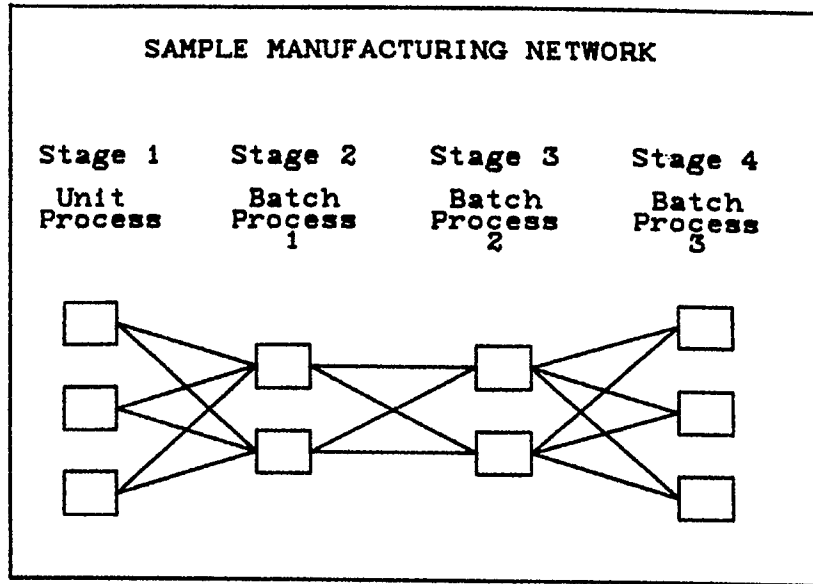 SAMPLE MANUFACTURING NETWORK
Stage 1
Stage 2
Stage 3
Stage 4
Unit
Process
Batch
Process
1
Batch
Process
2
Batch
Process
3